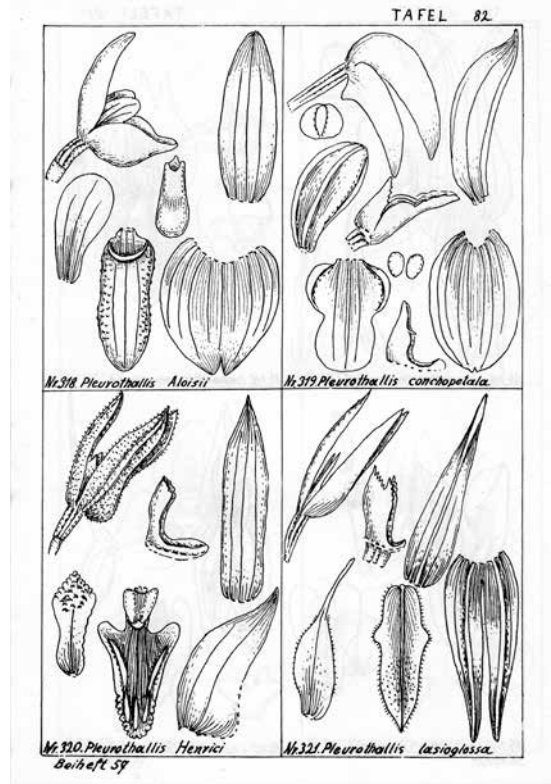 TAFEL 82
Nr.318. Pleurothallis Aloisii
Nr.319. Pleurothallis conchopetala
Nr.320. Pleurothallis Henrici
Nr.321. Pleurothallis lasioglossa
Beiheft 59